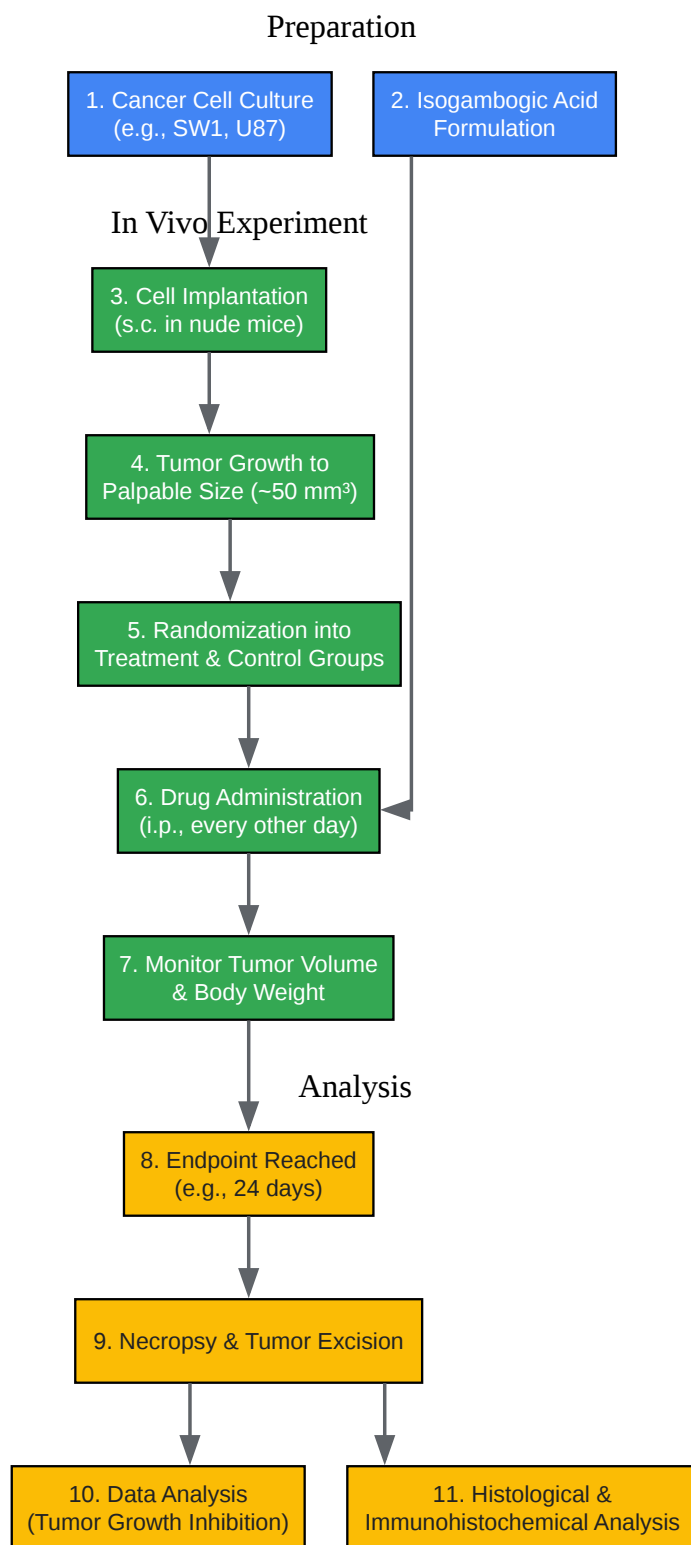 Preparation
1. Cancer Cell Culture
(e.g., SW1, U87)
2. Isogambogic Acid
Formulation
In Vivo Experiment
3. Cell Implantation
(s.c. in nude mice)
4. Tumor Growth to
Palpable Size (~50 mm³)
5. Randomization into
Treatment & Control Groups
6. Drug Administration
(i.p., every other day)
7. Monitor Tumor Volume
& Body Weight
Analysis
8. Endpoint Reached
(e.g., 24 days)
9. Necropsy & Tumor Excision
10. Data Analysis
(Tumor Growth Inhibition)
11. Histological &
Immunohistochemical Analysis